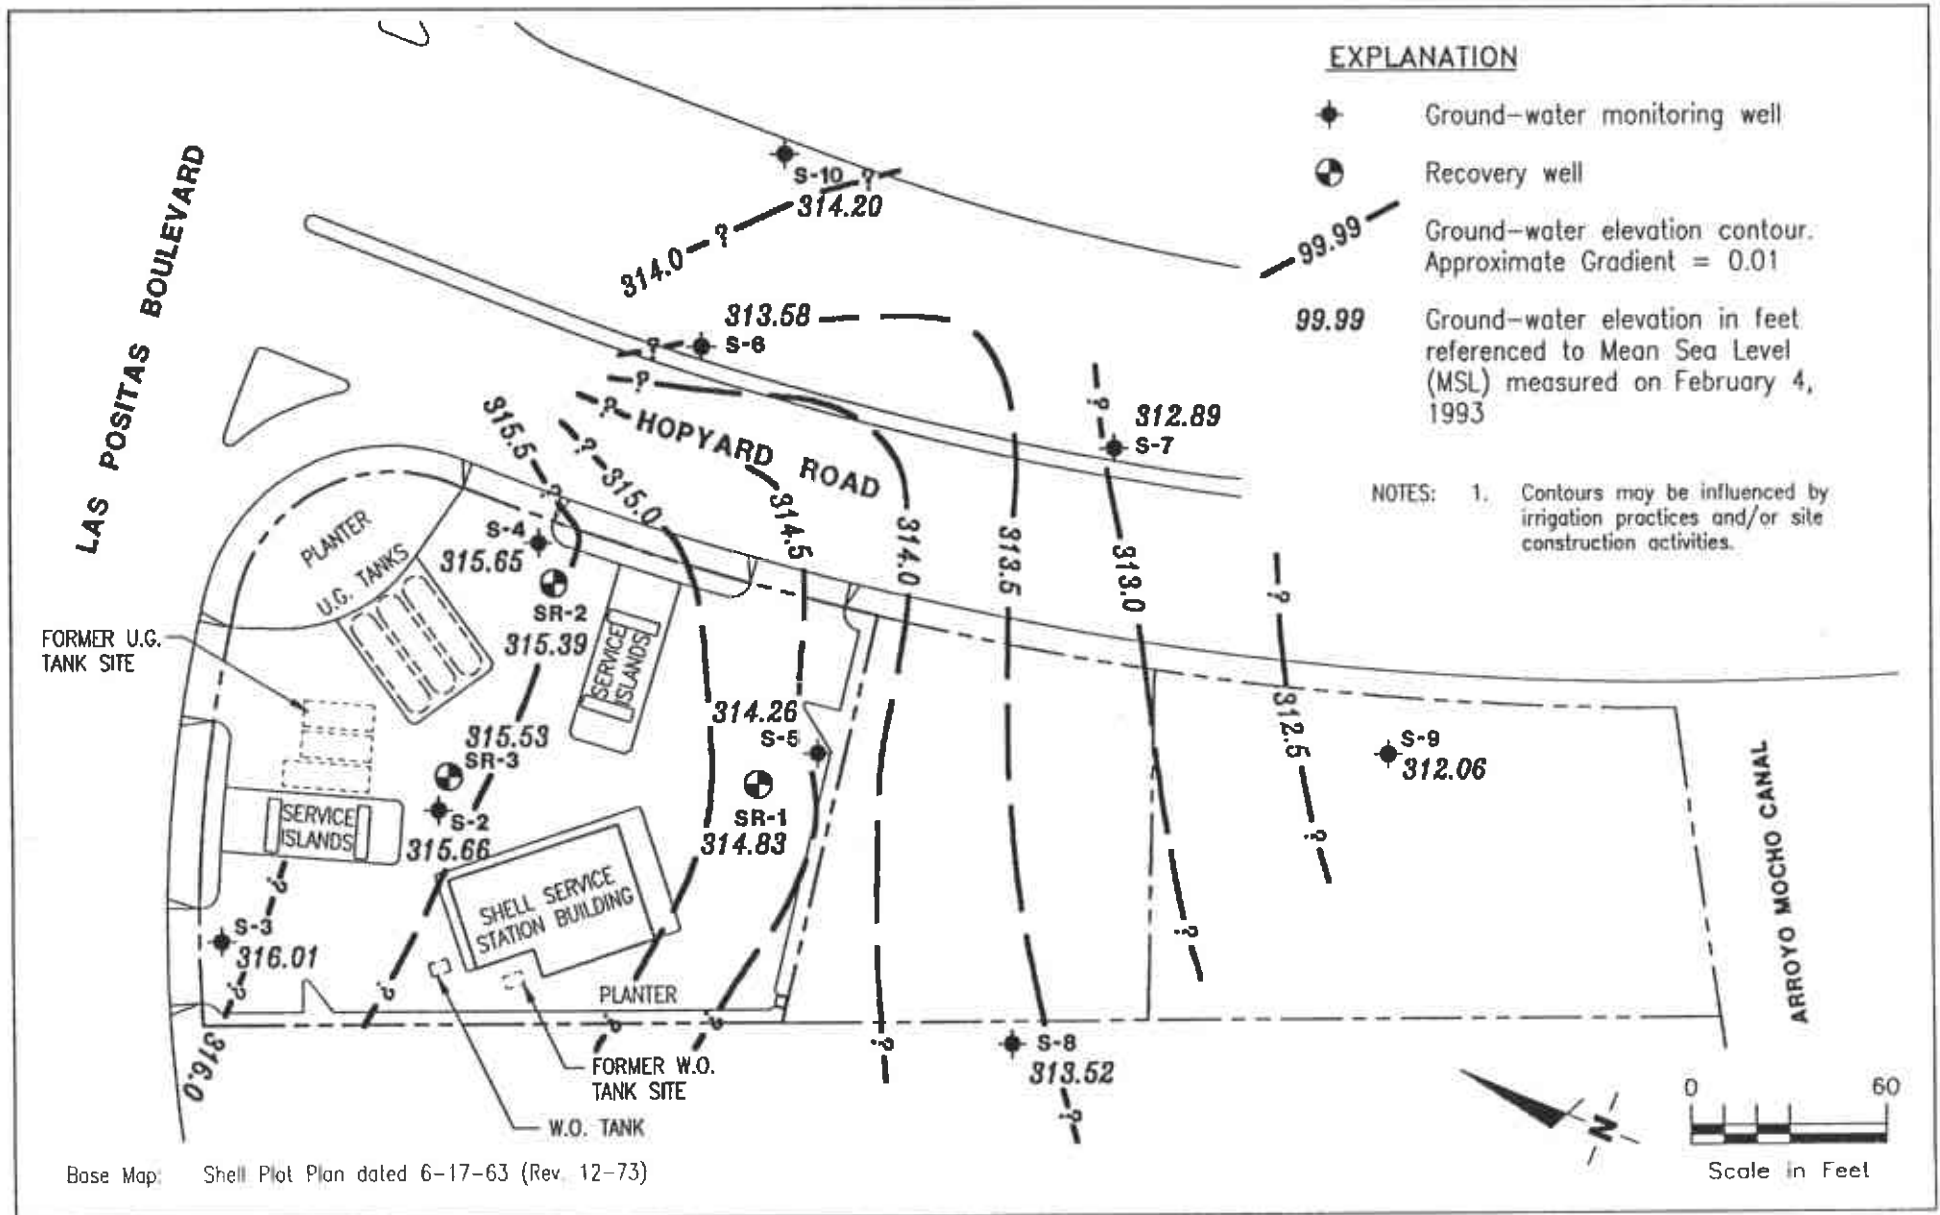 EXPLANATION
Ground-water monitoring well
Recovery well
99.99
Ground-water elevation contour.
Approximate Gradient = 0.01
99.99
Ground-water elevation in feet
referenced to Mean Sea Level
(MSL) measured on February 4,
1993
NOTES: 1. Contours may be influenced by
irrigation practices and/or site
construction activities.
LAS POSITAS BOULEVARD
HOPYARD ROAD
ARROYO MOCHO CANAL
S-10
314.20
?
314.0
?
313.58
S-6
?
?
?
?
?
315.5
?
315.0
314.5
314.0
313.5
?
312.89
S-7
313.0
?
?
312.5
?
S-9
312.06
PLANTER
U.G. TANKS
S-4
315.65
SR-2
315.39
SERVICE
ISLANDS
FORMER U.G.
TANK SITE
314.26
S-5
315.53
SR-3
S-2
315.66
SR-1
314.83
SERVICE
ISLANDS
?
SHELL SERVICE
STATION BUILDING
S-3
316.01
?
316.0
?
PLANTER
?
?
?
S-8
313.52
?
FORMER W.O.
TANK SITE
W.O. TANK
N
0 60
Scale in Feet
Base Map: Shell Plot Plan dated 6-17-63 (Rev. 12-73)